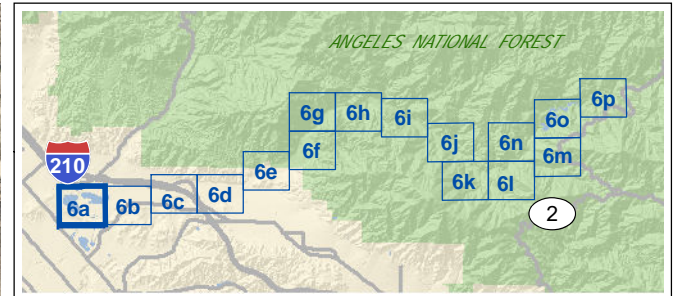 ANGELES NATIONAL FOREST
6p
6g 6h 6i 6o
6f 6j 6n
6e 6m
210
6a 6b 6c 6d
6k 6l
2